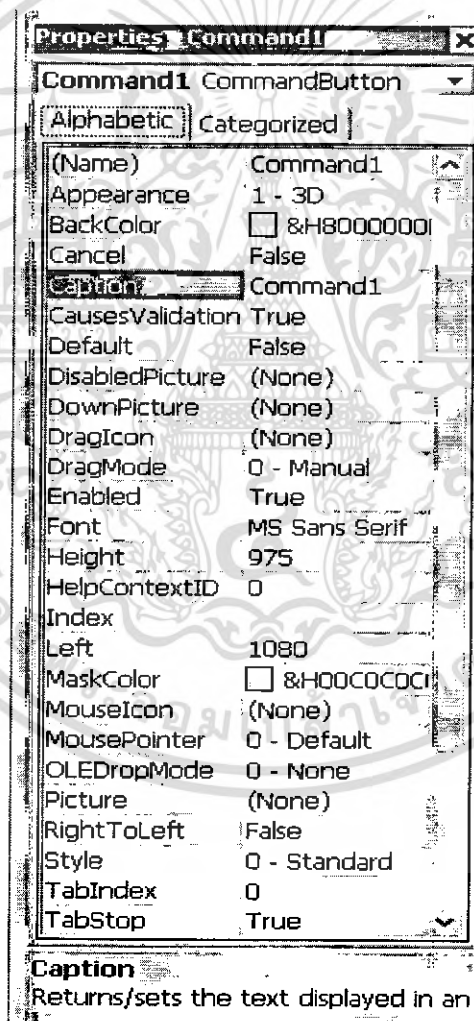 Properties - Command1
Command1 CommandButton
Alphabetic Categorized
(Name) Command1
Appearance 1 - 3D
BackColor &H8000000
Cancel False
Caption Command1
CausesValidation True
Default False
DisabledPicture (None)
DownPicture (None)
DragIcon (None)
DragMode 0 - Manual
Enabled True
Font MS Sans Serif
Height 975
HelpContextID 0
Index
Left 1080
MaskColor &H00C0C0C
MouseIcon (None)
MousePointer 0 - Default
OLEDropMode 0 - None
Picture (None)
RightToLeft False
Style 0 - Standard
TabIndex 0
TabStop True
Caption
Returns/sets the text displayed in an